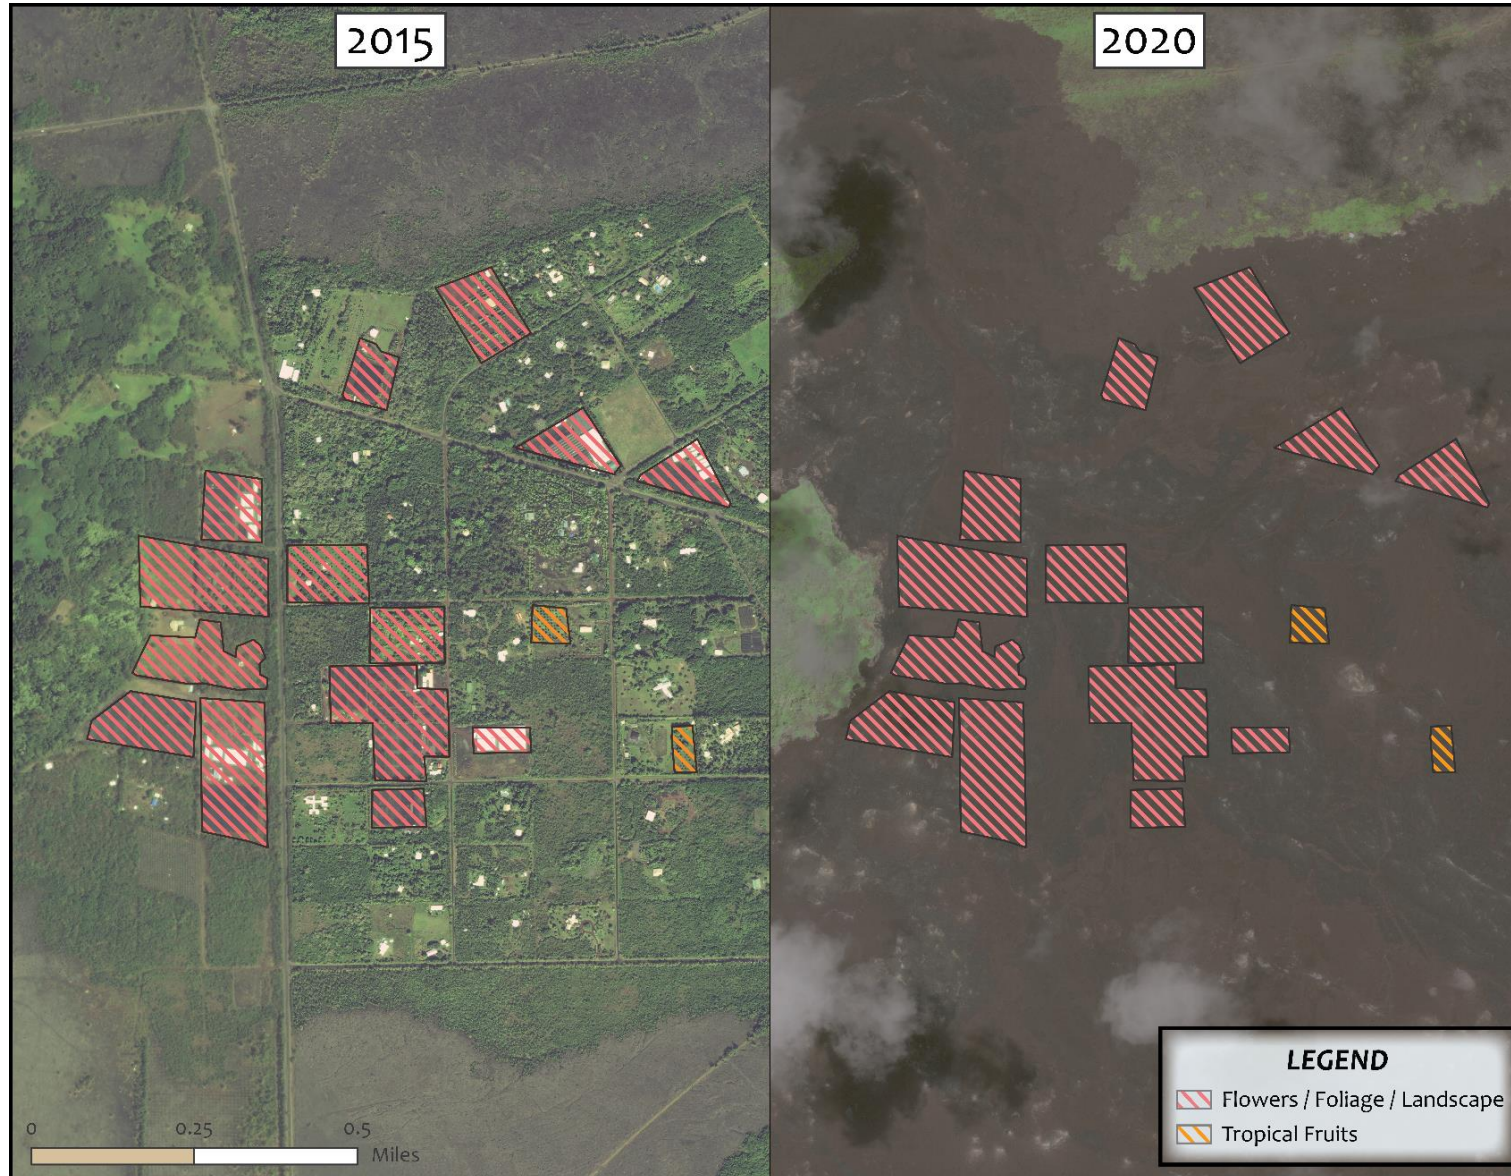 2015
2020
LEGEND
Flowers / Foliage / Landscape
Tropical Fruits
0 0.25 0.5
Miles